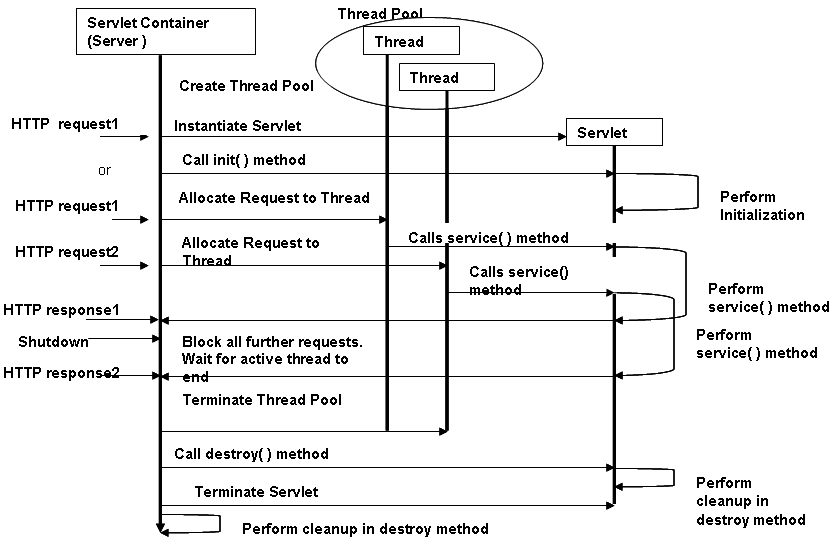 Thread Pool
Servlet Container
(Server )
Thread
Thread
Create Thread Pool
HTTP  request1
Instantiate Servlet
Servlet
or
Call init( ) method
HTTP request1
Allocate Request to Thread
Perform
Initialization
HTTP request2
Allocate Request to
Thread
Calls service( ) method
Calls service()
method
Perform
service( ) method
HTTP response1
Shutdown
Block all further requests.
Wait for active thread to
end
Perform
service( ) method
HTTP response2
Terminate Thread Pool
Call destroy( ) method
Terminate Servlet
Perform
cleanup in
destroy method
Perform cleanup in destroy method